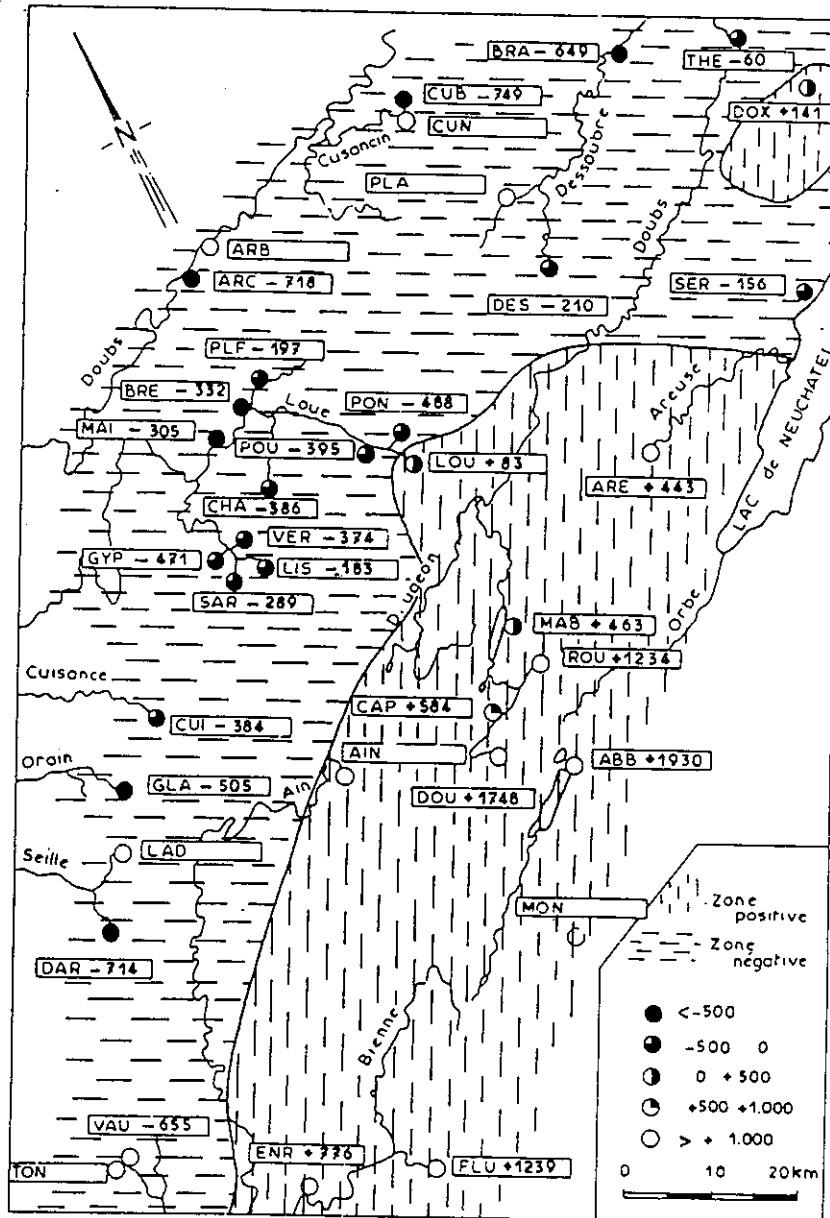 BRA - 649
THE - 60
CUB - 749
DOX + 141
CUN
Cusancin
PLA
Dessoubre
Doubs
N
ARB
ARC - 718
SER - 156
DES - 210
Doubs
PLF - 197
BRE - 332
Loue
PON - 488
Areuse
LAC de NEUCHATEL
MAI - 305
POU - 395
LOU + 83
ARE + 443
CHA - 386
VER - 374
GYP - 471
LIS - 183
SAR - 289
Orbe
MAB + 463
ROU + 1234
Cuisance
CAP + 584
CUI - 384
AIN
ABB + 1930
Orain
GLA - 505
Ain
DOU + 1748
LAD
Seille
MON
Zone
positive
Zone
négative
DAR - 714
< - 500
- 500 0
0 + 500
+ 500 + 1.000
> + 1.000
Bienne
VAU - 655
TON
ENR + 776
FLU + 1239
0 10 20 km